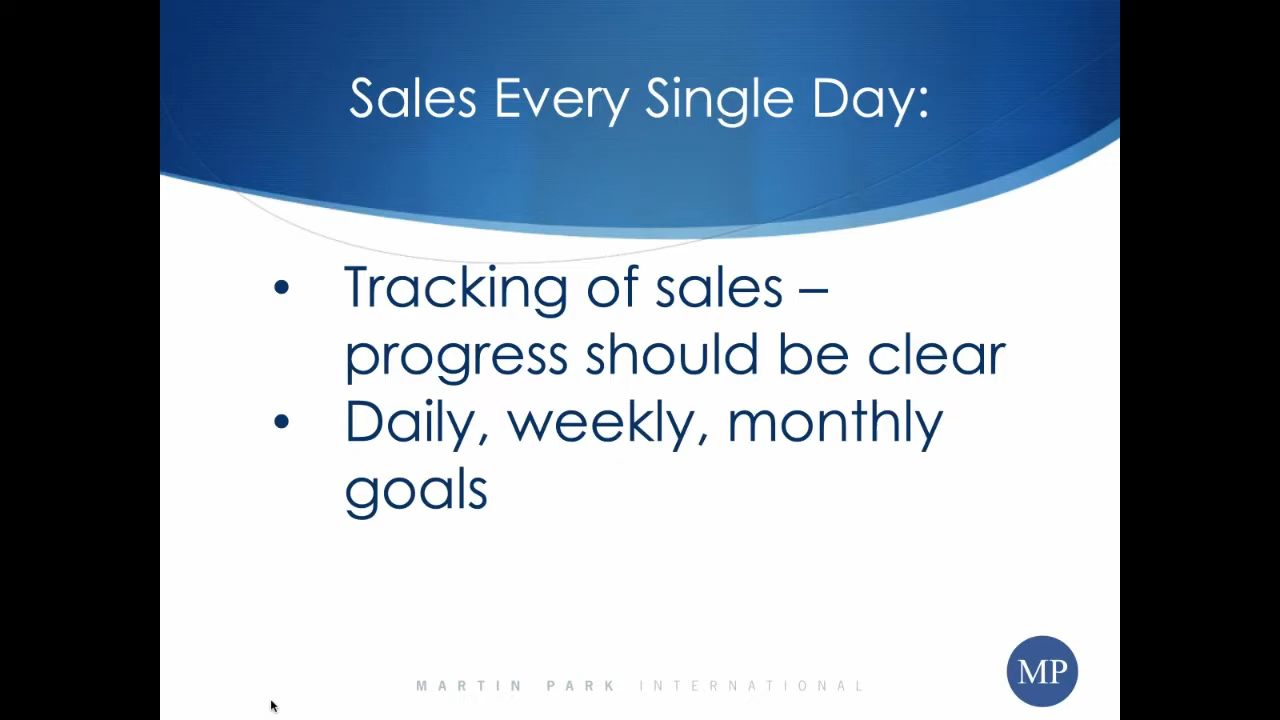 Sales Every Single Day:
• Tracking of sales –
progress should be clear
• Daily, weekly, monthly
goals
MARTIN PARK INTERNATIONAL
MP